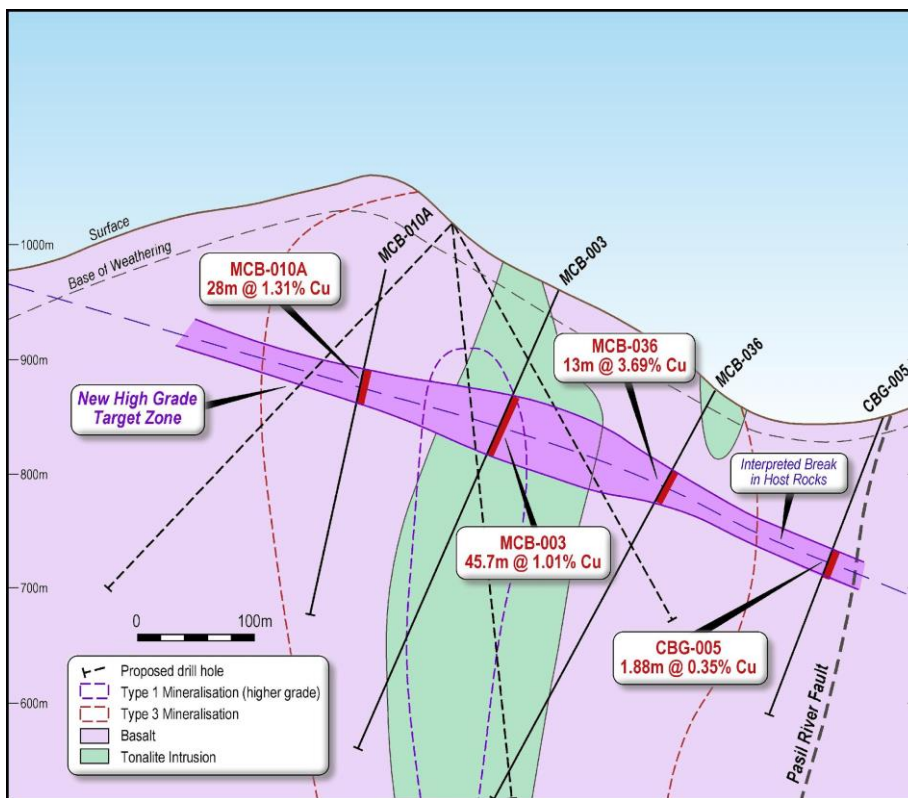 Surface
Base of Weathering
1000m
900m
800m
700m
600m
MCB-010A
MCB-003
MCB-036
CBG-005
MCB-010A
28m @ 1.31% Cu
MCB-036
13m @ 3.69% Cu
New High Grade
Target Zone
Interpreted Break
in Host Rocks
MCB-003
45.7m @ 1.01% Cu
CBG-005
1.88m @ 0.35% Cu
Pasil River Fault
0 100m
Proposed drill hole
Type 1 Mineralisation (higher grade)
Type 3 Mineralisation
Basalt
Tonalite Intrusion